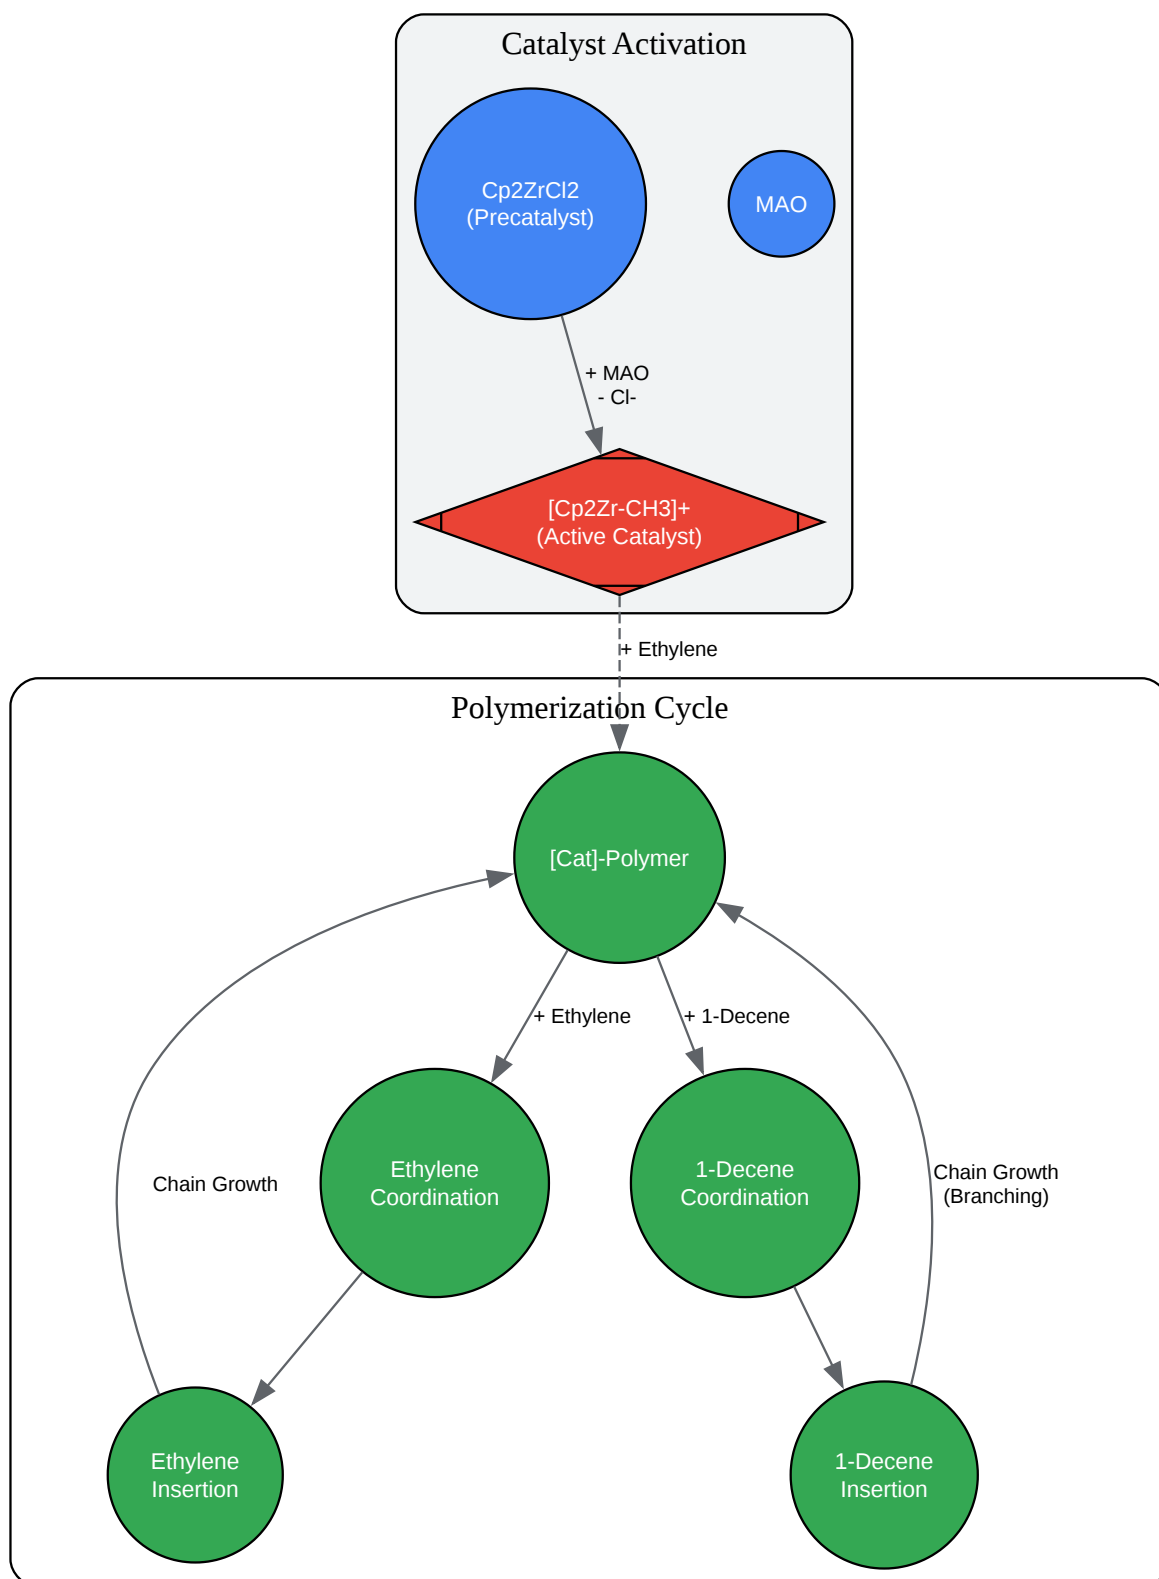 Catalyst Activation
Cp2ZrCl2
(Precatalyst)
MAO
+ MAO
- Cl-
[Cp2Zr-CH3]+
(Active Catalyst)
+ Ethylene
Polymerization Cycle
[Cat]-Polymer
+ Ethylene
+ 1-Decene
Ethylene
Coordination
1-Decene
Coordination
Chain Growth
Chain Growth
(Branching)
Ethylene
Insertion
1-Decene
Insertion